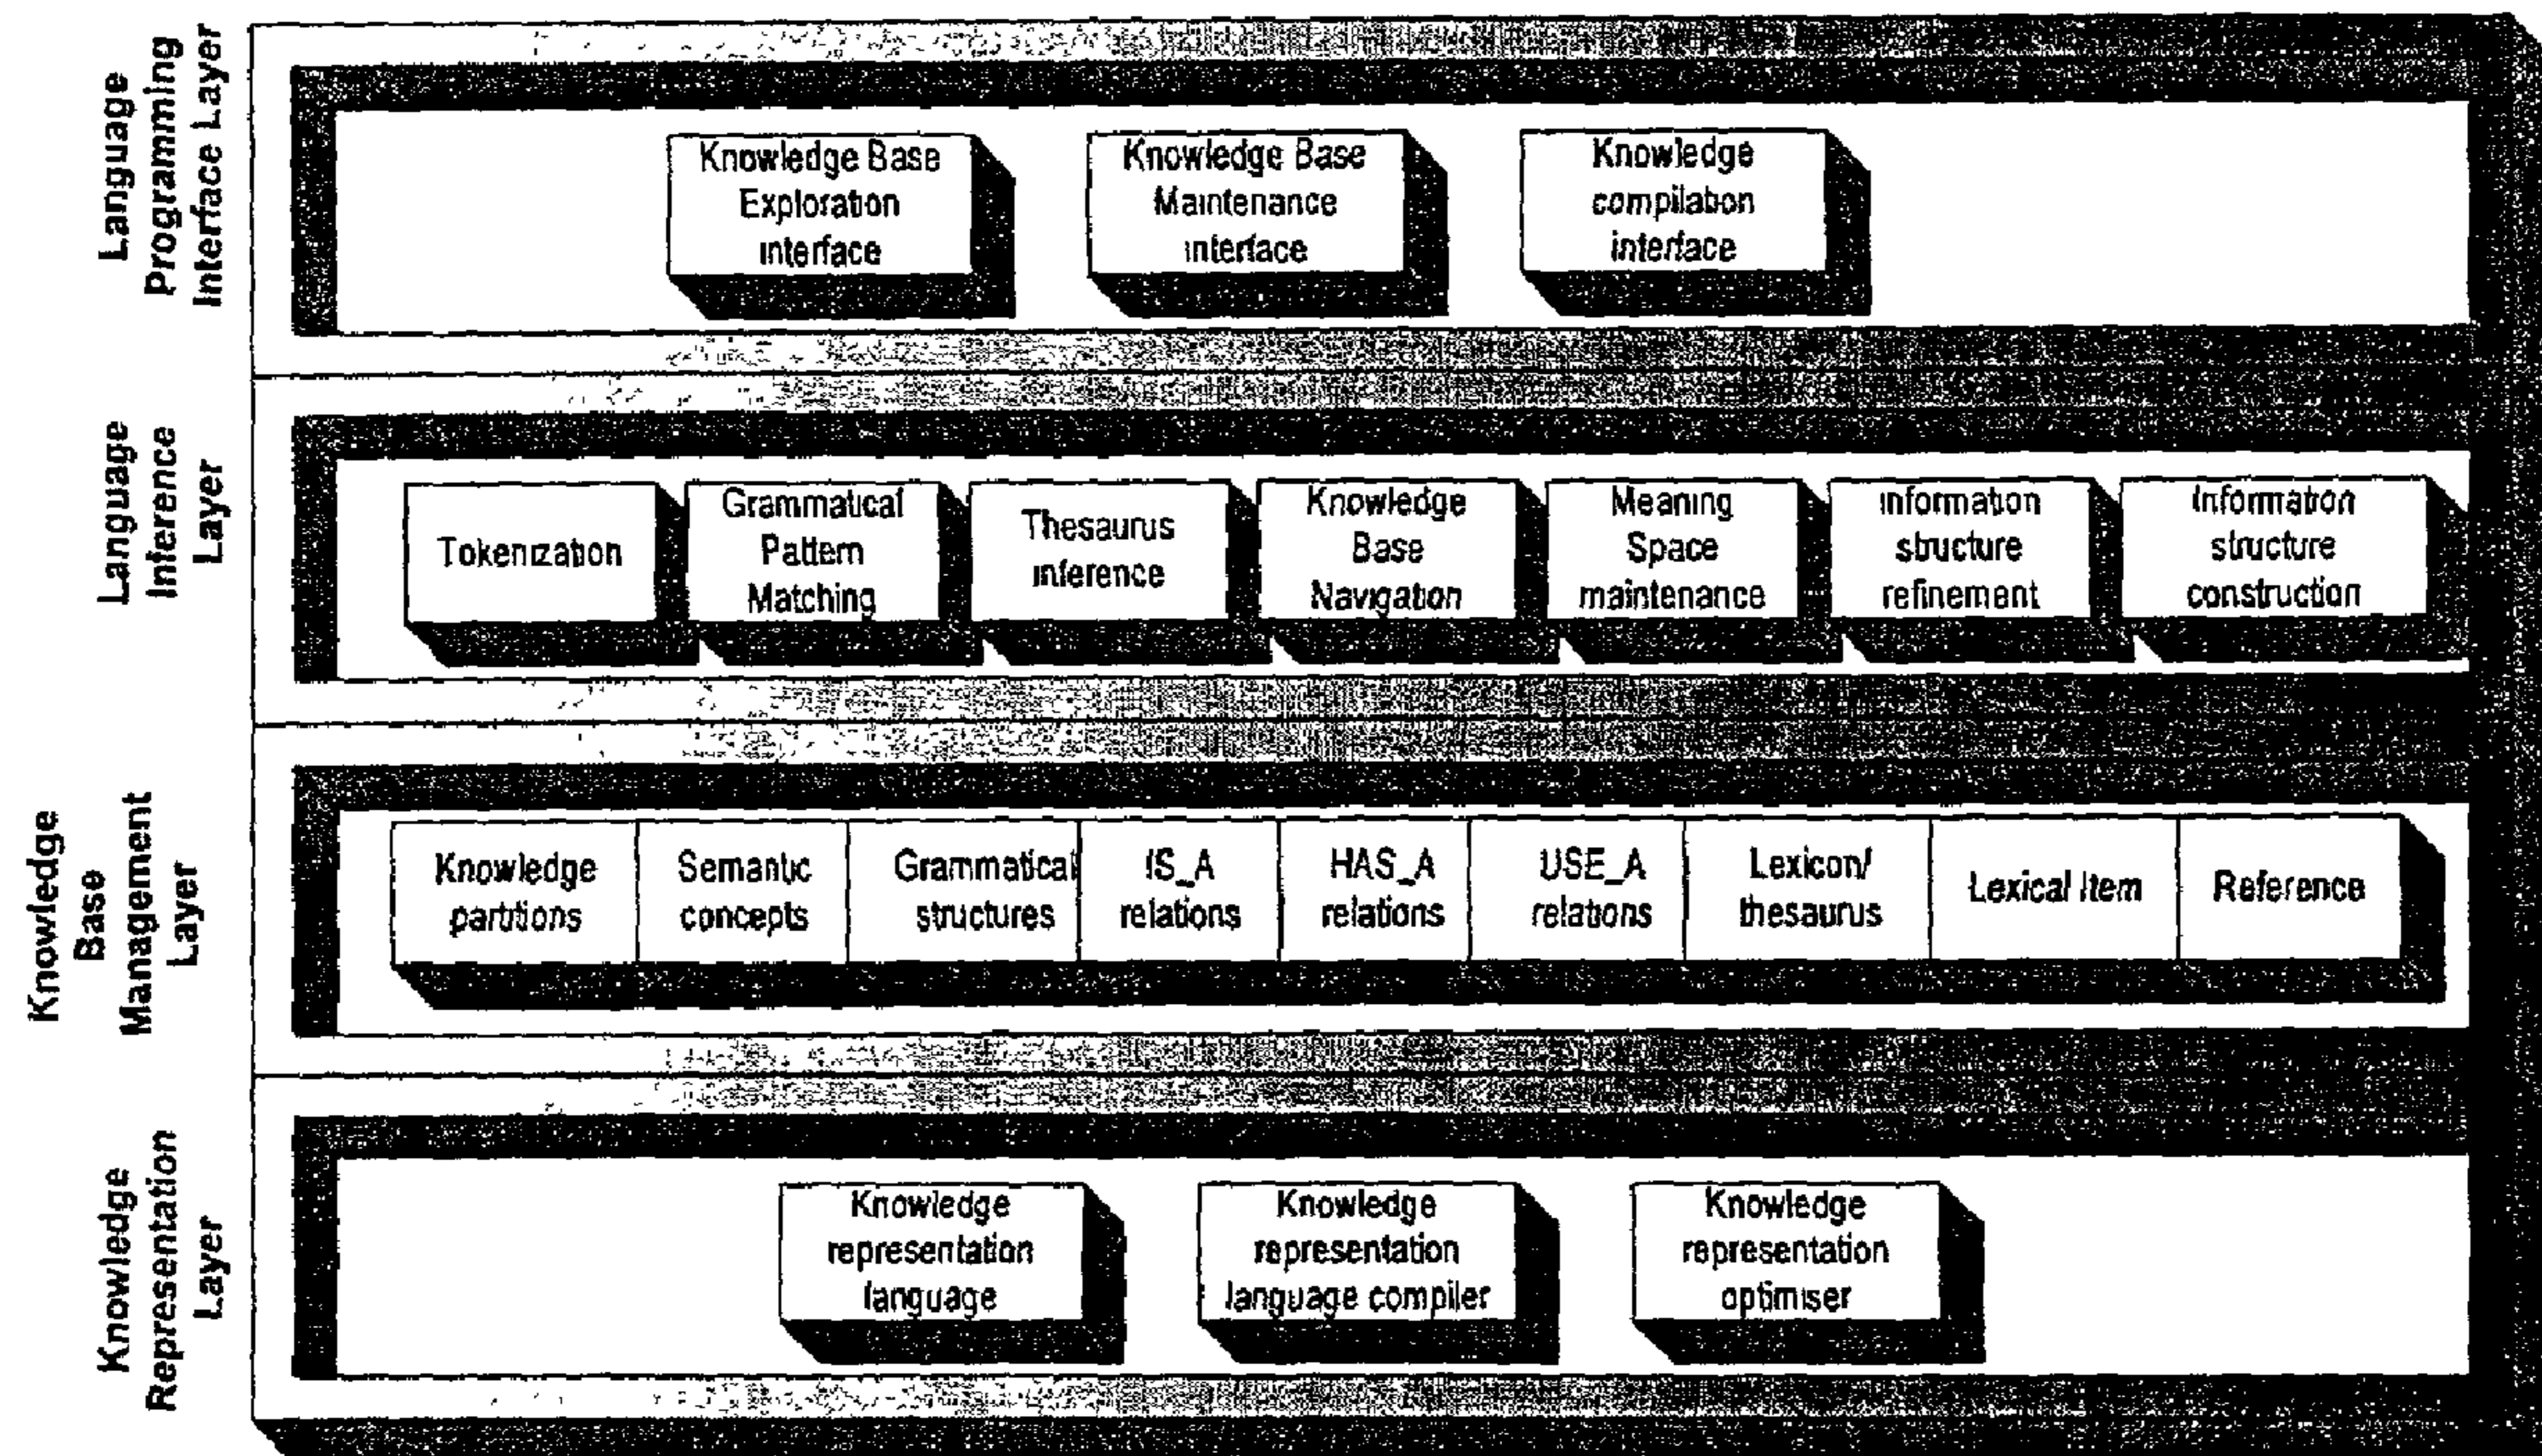 Language
Programming
Interface Layer
Knowledge Base
Exploration
interface
Knowledge Base
Maintenance
interface
Knowledge
compilation
interface
Language
Inference
Layer
Tokenization
Grammatical
Pattern
Matching
Thesaurus
inference
Knowledge
Base
Navigation
Meaning
Space
maintenance
information
structure
refinement
Information
structure
construction
Knowledge
Base
Management
Layer
Knowledge
partitions
Semantic
concepts
Grammatical
structures
IS_A
relations
HAS_A
relations
USE_A
relations
Lexicon/
thesaurus
Lexical Item
Reference
Knowledge
Representation
Layer
Knowledge
representation
language
Knowledge
representation
language compiler
Knowledge
representation
optimiser